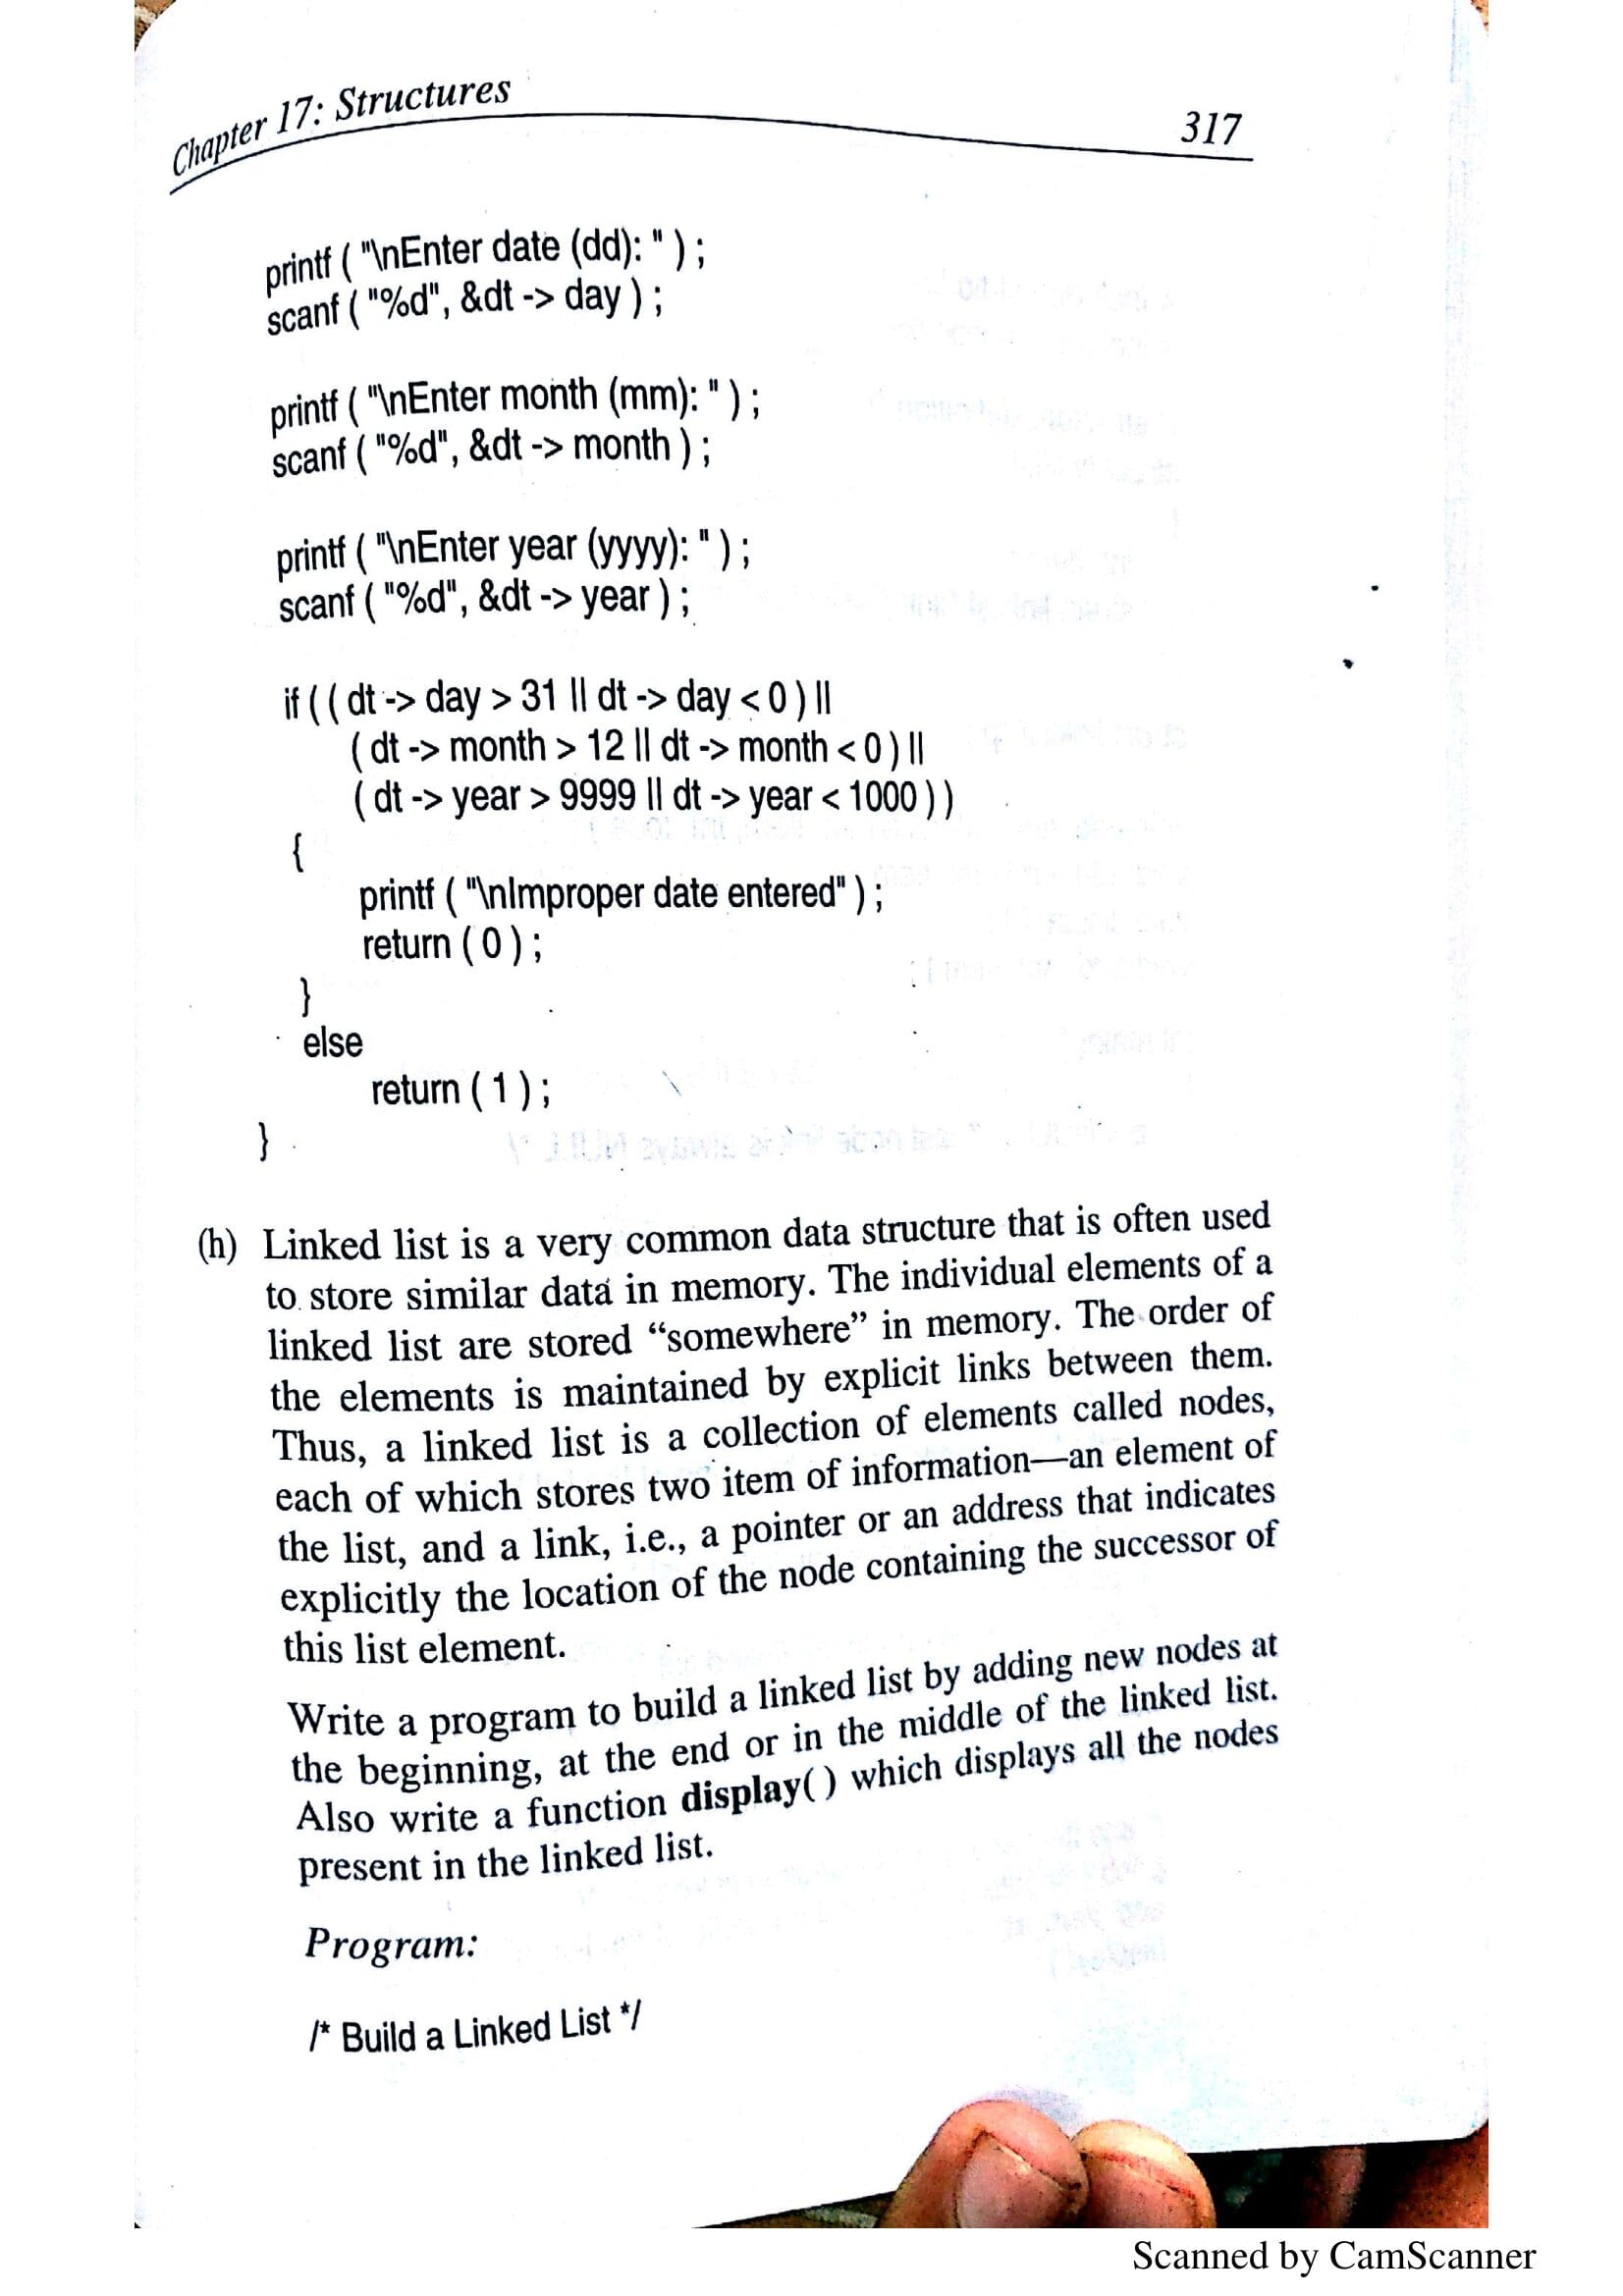 Chapter 17: Structures
317
printf ( "\nEnter date (dd): " ) ;
scanf ( "%d", &dt -> day ) ;
printf ( "\nEnter month (mm): " ) ;
scanf ( "%d", &dt -> month ) ;
printf ( "\nEnter year (yyyy): " ) ;
scanf ( "%d", &dt -> year ) ;
if ( ( dt -> day > 31 || dt -> day < 0 ) ||
( dt -> month > 12 || dt -> month < 0 ) ||
( dt -> year > 9999 || dt -> year < 1000 ) )
{
printf ( "\nImproper date entered" ) ;
return ( 0 ) ;
}
else
return ( 1 ) ;
}
(h) Linked list is a very common data structure that is often used
to store similar data in memory. The individual elements of a
linked list are stored “somewhere” in memory. The order of
the elements is maintained by explicit links between them.
Thus, a linked list is a collection of elements called nodes,
each of which stores two item of information—an element of
the list, and a link, i.e., a pointer or an address that indicates
explicitly the location of the node containing the successor of
this list element.
Write a program to build a linked list by adding new nodes at
the beginning, at the end or in the middle of the linked list.
Also write a function display( ) which displays all the nodes
present in the linked list.
Program:
/* Build a Linked List */
Scanned by CamScanner